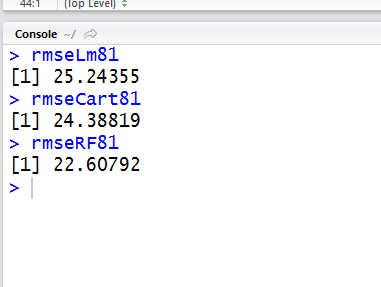 44:1 (Top Level)
Console ~/
> rmseLm81
[1] 25.24355
> rmseCart81
[1] 24.38819
> rmseRF81
[1] 22.60792
>